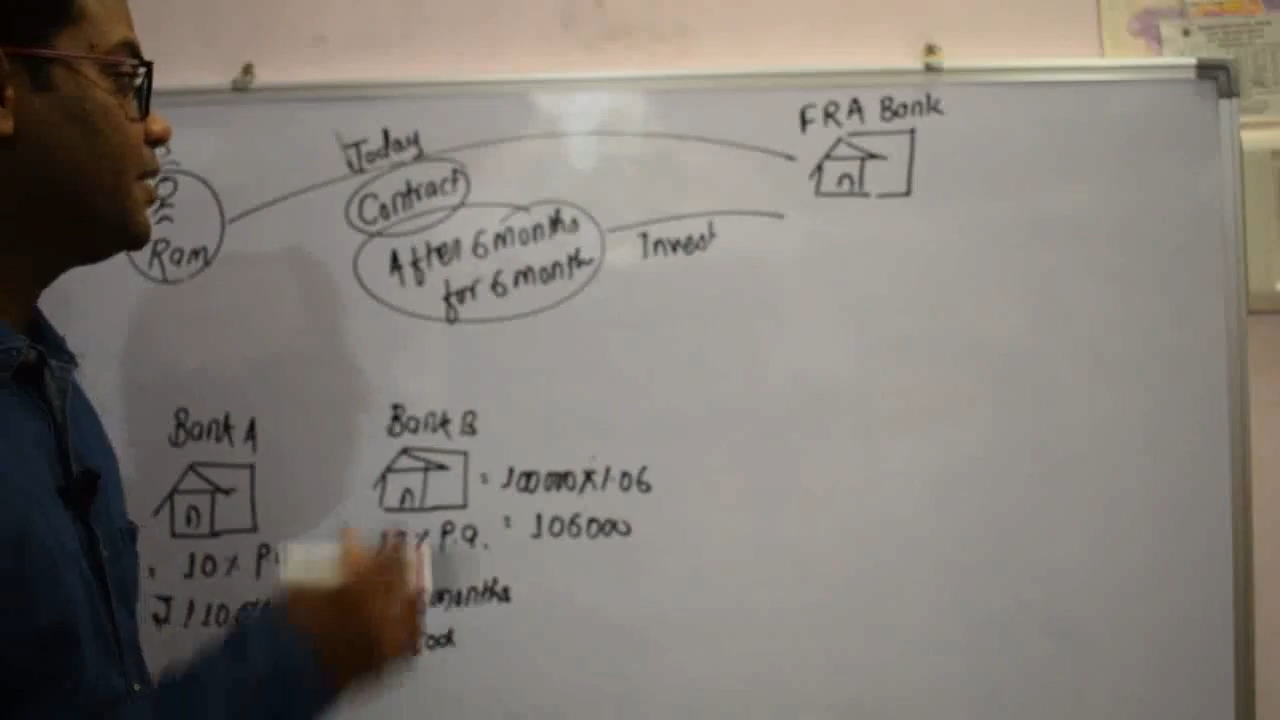 FRA Bank
Today
Contract
Ram
After 6 months
for 6 month
Invest
Bank A
Bank B
= 100000 x 1.06
= 106000
10% P.
P.a.
months